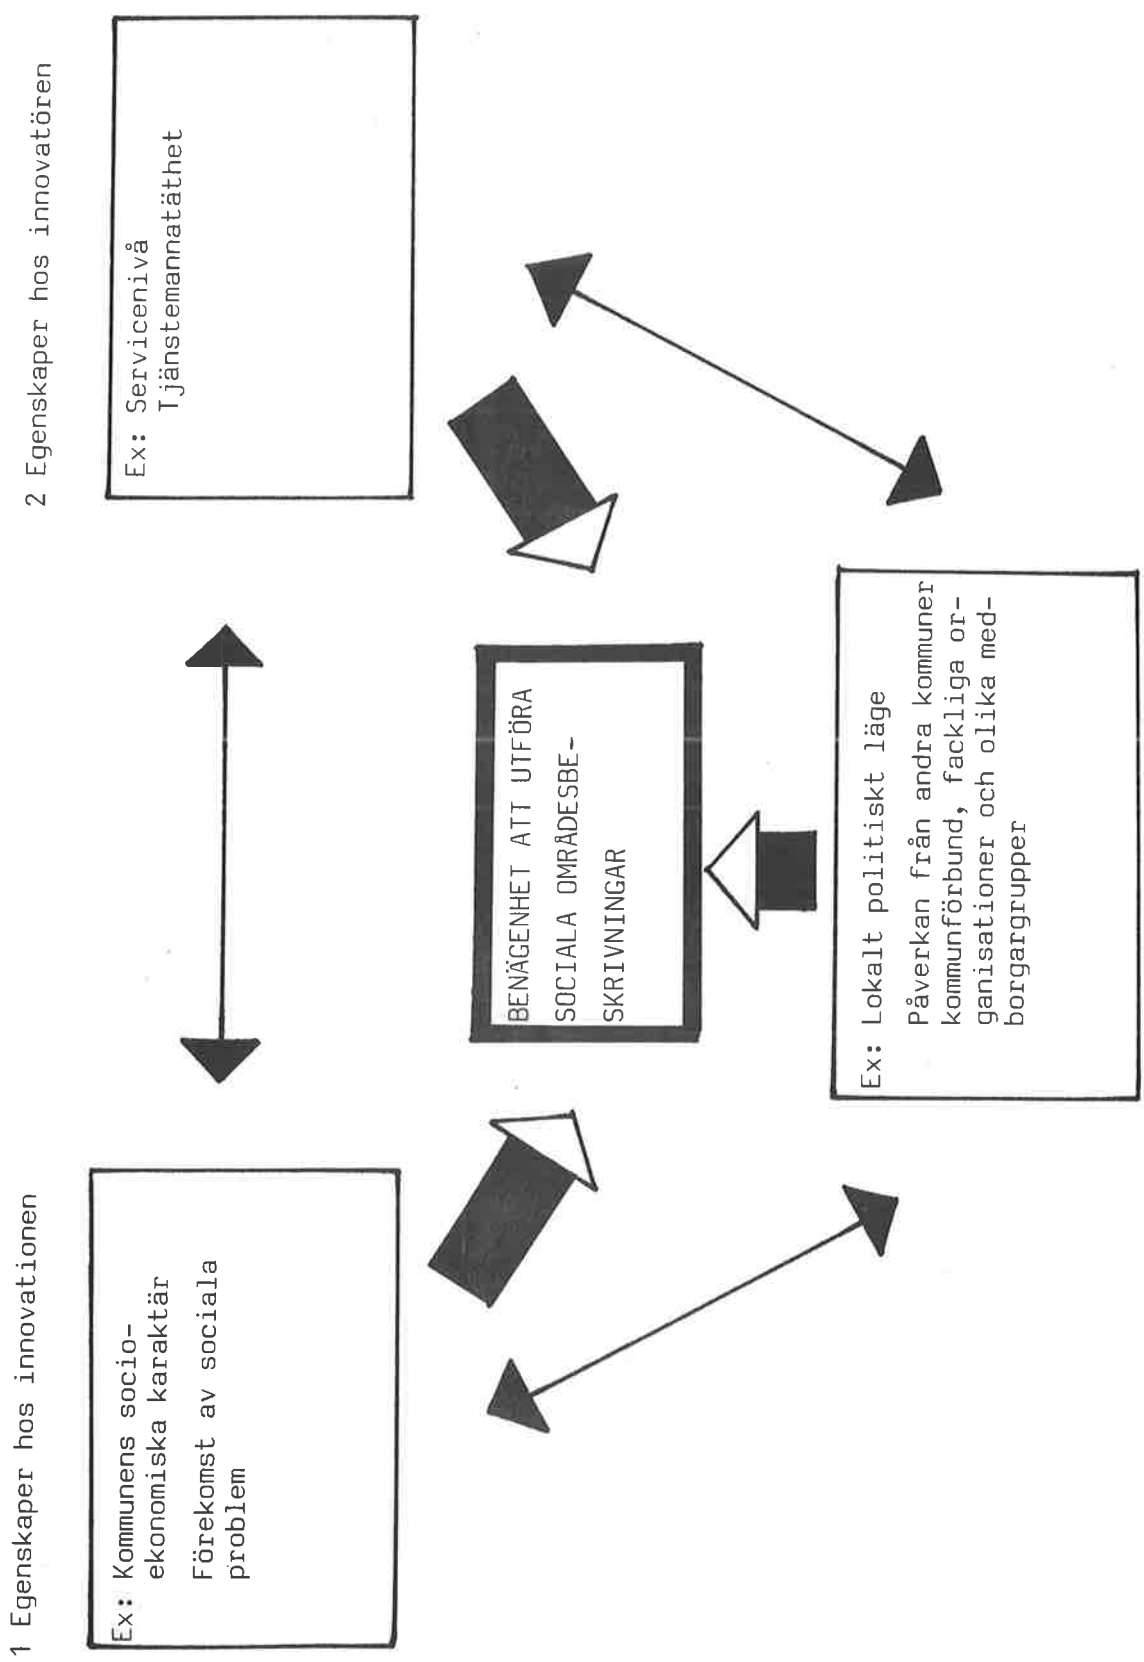 1 Egenskaper hos innovationen
Ex: Kommunens socio-
ekonomiska karaktär
Förekomst av sociala
problem
2 Egenskaper hos innovatören
Ex: Servicenivå
Tjänstemannatäthet
BENÄGENHET ATT UTFÖRA
SOCIALA OMRÅDESBE-
SKRIVNINGAR
Ex: Lokalt politiskt läge
Påverkan från andra kommuner
kommunförbund, fackliga or-
ganisationer och olika med-
borgargrupper